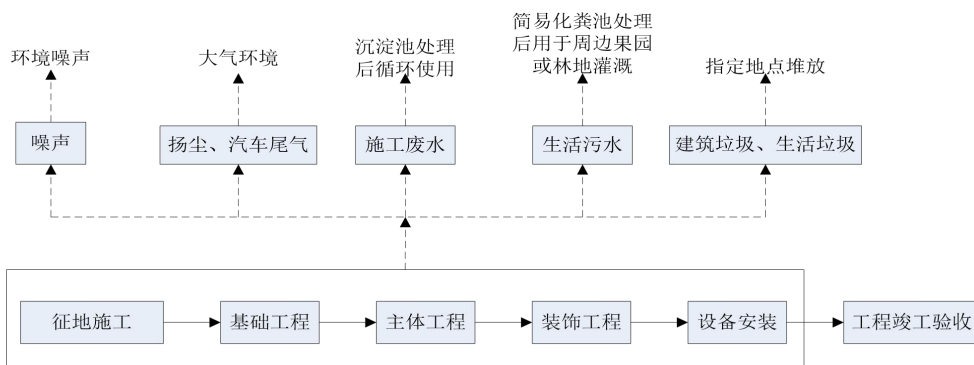 环境噪声
大气环境
沉淀池处理
后循环使用
简易化粪池处理
后用于周边果园
或林地灌溉
指定地点堆放
噪声
扬尘、汽车尾气
施工废水
生活污水
建筑垃圾、生活垃圾
征地施工
基础工程
主体工程
装饰工程
设备安装
工程竣工验收